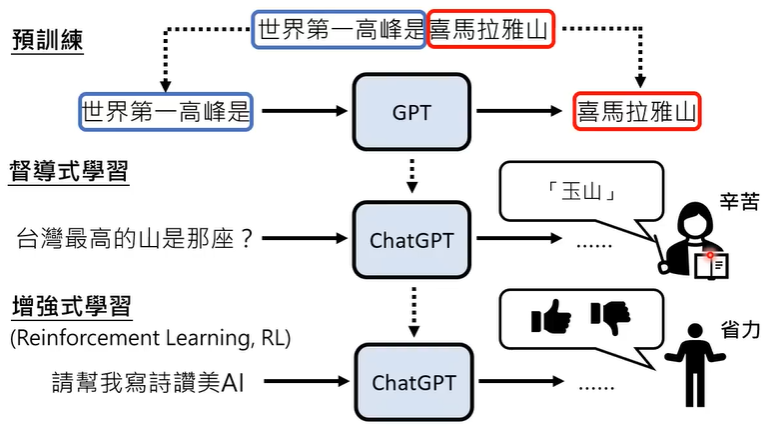 世界第一高峰是喜馬拉雅山
預訓練
世界第一高峰是
GPT
喜馬拉雅山
督導式學習
「玉山」
辛苦
台灣最高的山是那座？
ChatGPT
......
增強式學習
(Reinforcement Learning, RL)
省力
請幫我寫詩讚美AI
ChatGPT
......